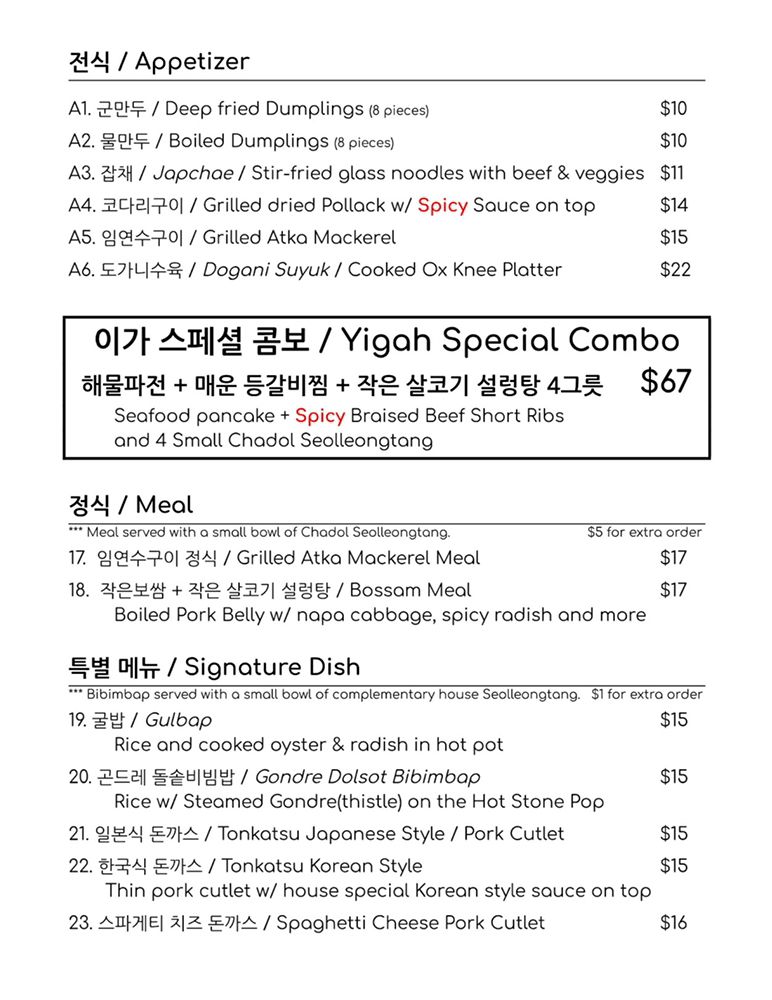 전식 / Appetizer
A1. 군만두 / Deep fried Dumplings (8 pieces) $10
A2. 물만두 / Boiled Dumplings (8 pieces) $10
A3. 잡채 / Japchae / Stir-fried glass noodles with beef & veggies $11
A4. 코다리구이 / Grilled dried Pollack w/ Spicy Sauce on top $14
A5. 임연수구이 / Grilled Atka Mackerel $15
A6. 도가니수육 / Dogani Suyuk / Cooked Ox Knee Platter $22
이가 스페셜 콤보 / Yigah Special Combo
해물파전 + 매운 등갈비찜 + 작은 살코기 설렁탕 4그릇 $67
Seafood pancake + Spicy Braised Beef Short Ribs
and 4 Small Chadol Seolleongtang
정식 / Meal
*** Meal served with a small bowl of Chadol Seolleongtang. $5 for extra order
17. 임연수구이 정식 / Grilled Atka Mackerel Meal $17
18. 작은보쌈 + 작은 살코기 설렁탕 / Bossam Meal $17
Boiled Pork Belly w/ napa cabbage, spicy radish and more
특별 메뉴 / Signature Dish
*** Bibimbap served with a small bowl of complementary house Seolleongtang. $1 for extra order
19. 굴밥 / Gulbap $15
Rice and cooked oyster & radish in hot pot
20. 곤드레 돌솥비빔밥 / Gondre Dolsot Bibimbap $15
Rice w/ Steamed Gondre(thistle) on the Hot Stone Pop
21. 일본식 돈까스 / Tonkatsu Japanese Style / Pork Cutlet $15
22. 한국식 돈까스 / Tonkatsu Korean Style $15
Thin pork cutlet w/ house special Korean style sauce on top
23. 스파게티 치즈 돈까스 / Spaghetti Cheese Pork Cutlet $16